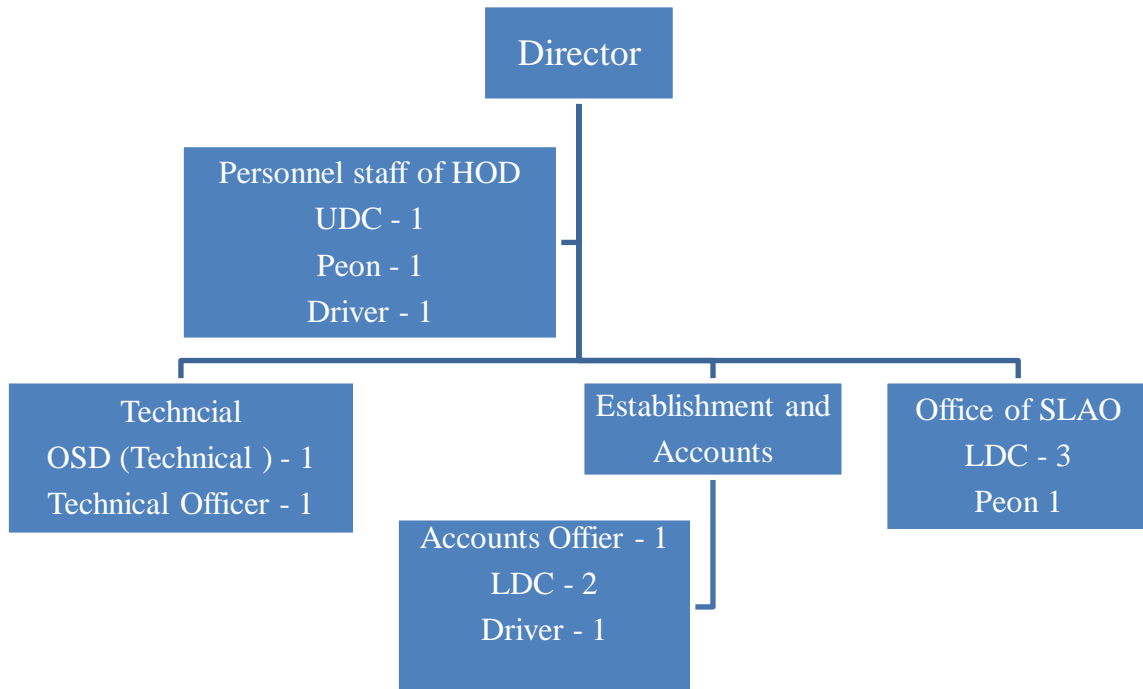 Director
Personnel staff of HOD
UDC - 1
Peon - 1
Driver - 1
Techncial
OSD (Technical ) - 1
Technical Officer - 1
Establishment and
Accounts
Accounts Offier - 1
LDC - 2
Driver - 1
Office of SLAO
LDC - 3
Peon 1